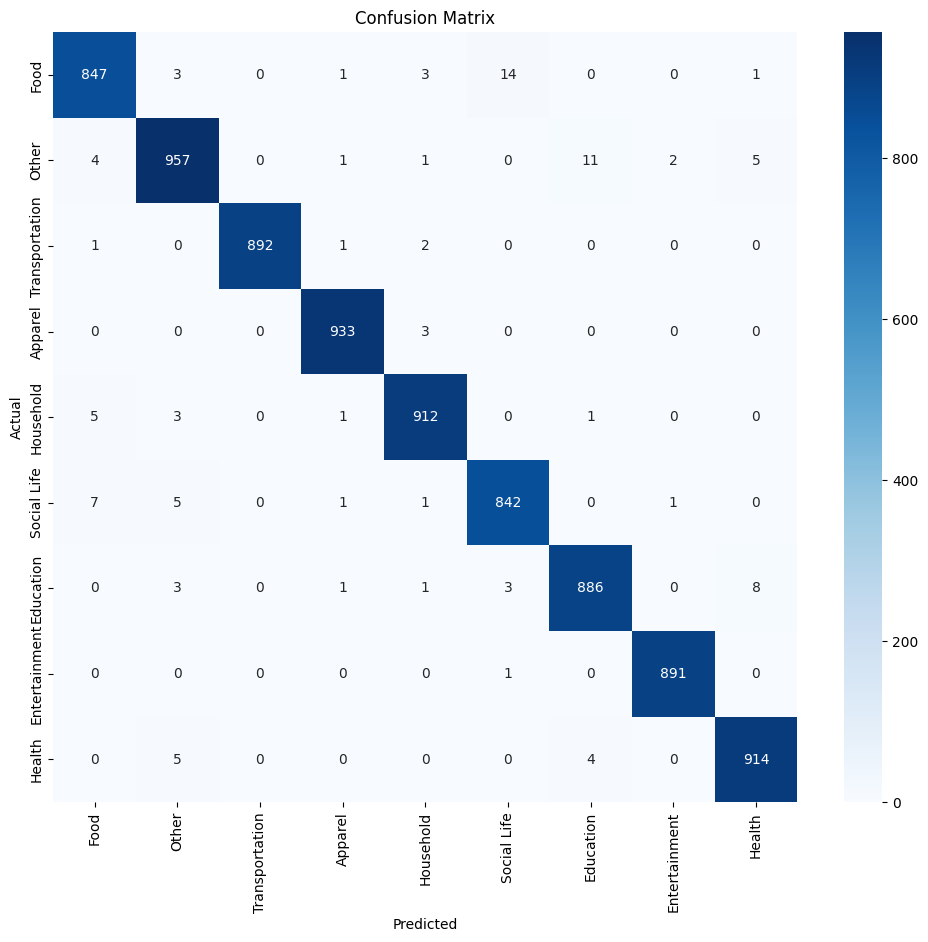 Confusion Matrix
Actual
Food 847 3 0 1 3 14 0 0 1
Other 4 957 0 1 1 0 11 2 5
Transportation 1 0 892 1 2 0 0 0 0
Apparel 0 0 0 933 3 0 0 0 0
Household 5 3 0 1 912 0 1 0 0
Social Life 7 5 0 1 1 842 0 1 0
Education 0 3 0 1 1 3 886 0 8
Entertainment 0 0 0 0 0 1 0 891 0
Health 0 5 0 0 0 0 4 0 914
Food Other Transportation Apparel Household Social Life Education Entertainment Health
Predicted
800
600
400
200
0